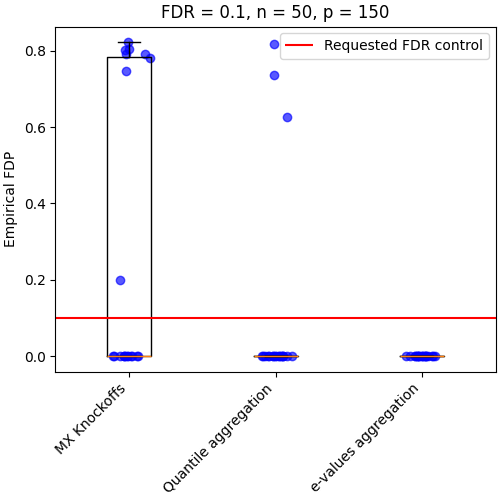 FDR = 0.1, n = 50, p = 150
Requested FDR control
Empirical FDP
0.8
0.6
0.4
0.2
0.0
MX Knockoffs
Quantile aggregation
e-values aggregation